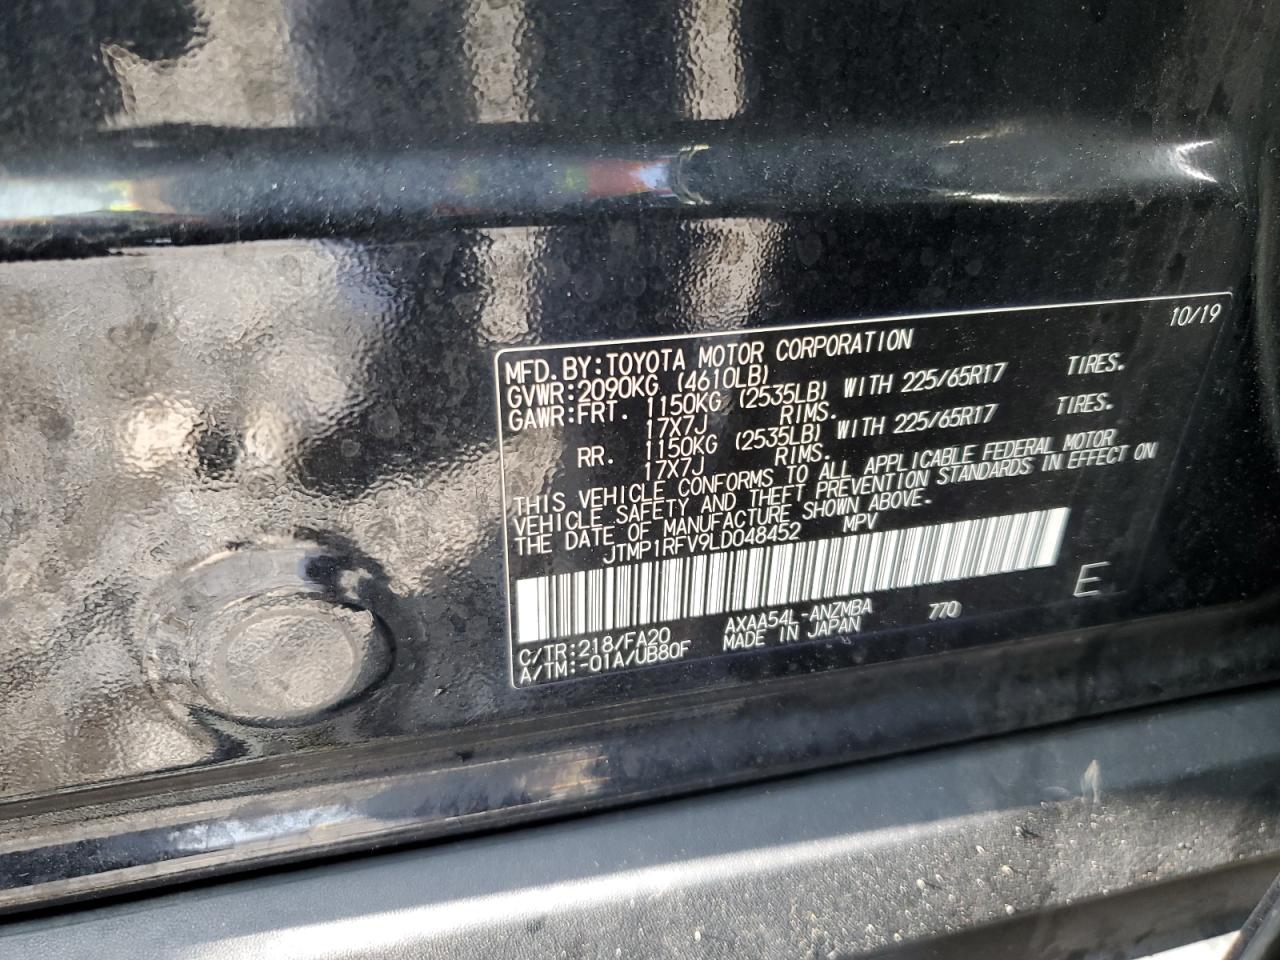 10/19
MFD. BY: TOYOTA MOTOR CORPORATION
GVWR: 2090KG (4610LB)
GAWR: FRT. 1150KG (2535LB) WITH 225/65R17 TIRES.
17X7J RIMS.
RR. 1150KG (2535LB) WITH 225/65R17 TIRES.
17X7J RIMS.
THIS VEHICLE CONFORMS TO ALL APPLICABLE FEDERAL MOTOR
VEHICLE SAFETY AND THEFT PREVENTION STANDARDS IN EFFECT ON
THE DATE OF MANUFACTURE SHOWN ABOVE.
JTMP1RFV9LD048452 MPV
E
C/TR: 218/FA20 AXAA54L-ANZMBA 770
A/TM: -01A/UB80F MADE IN JAPAN